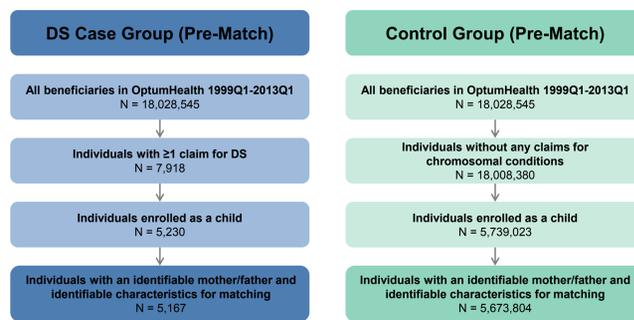 DS Case Group (Pre-Match)
All beneficiaries in OptumHealth 1999Q1-2013Q1
N = 18,028,545
Individuals with ≥1 claim for DS
N = 7,918
Individuals enrolled as a child
N = 5,230
Individuals with an identifiable mother/father and
identifiable characteristics for matching
N = 5,167
Control Group (Pre-Match)
All beneficiaries in OptumHealth 1999Q1-2013Q1
N = 18,028,545
Individuals without any claims for
chromosomal conditions
N = 18,008,380
Individuals enrolled as a child
N = 5,739,023
Individuals with an identifiable mother/father and
identifiable characteristics for matching
N = 5,673,804